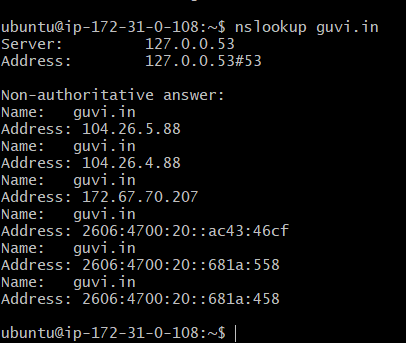 ubuntu@ip-172-31-0-108:~$ nslookup guvi.in
Server:         127.0.0.53
Address:        127.0.0.53#53

Non-authoritative answer:
Name:   guvi.in
Address: 104.26.5.88
Name:   guvi.in
Address: 104.26.4.88
Name:   guvi.in
Address: 172.67.70.207
Name:   guvi.in
Address: 2606:4700:20::ac43:46cf
Name:   guvi.in
Address: 2606:4700:20::681a:558
Name:   guvi.in
Address: 2606:4700:20::681a:458

ubuntu@ip-172-31-0-108:~$